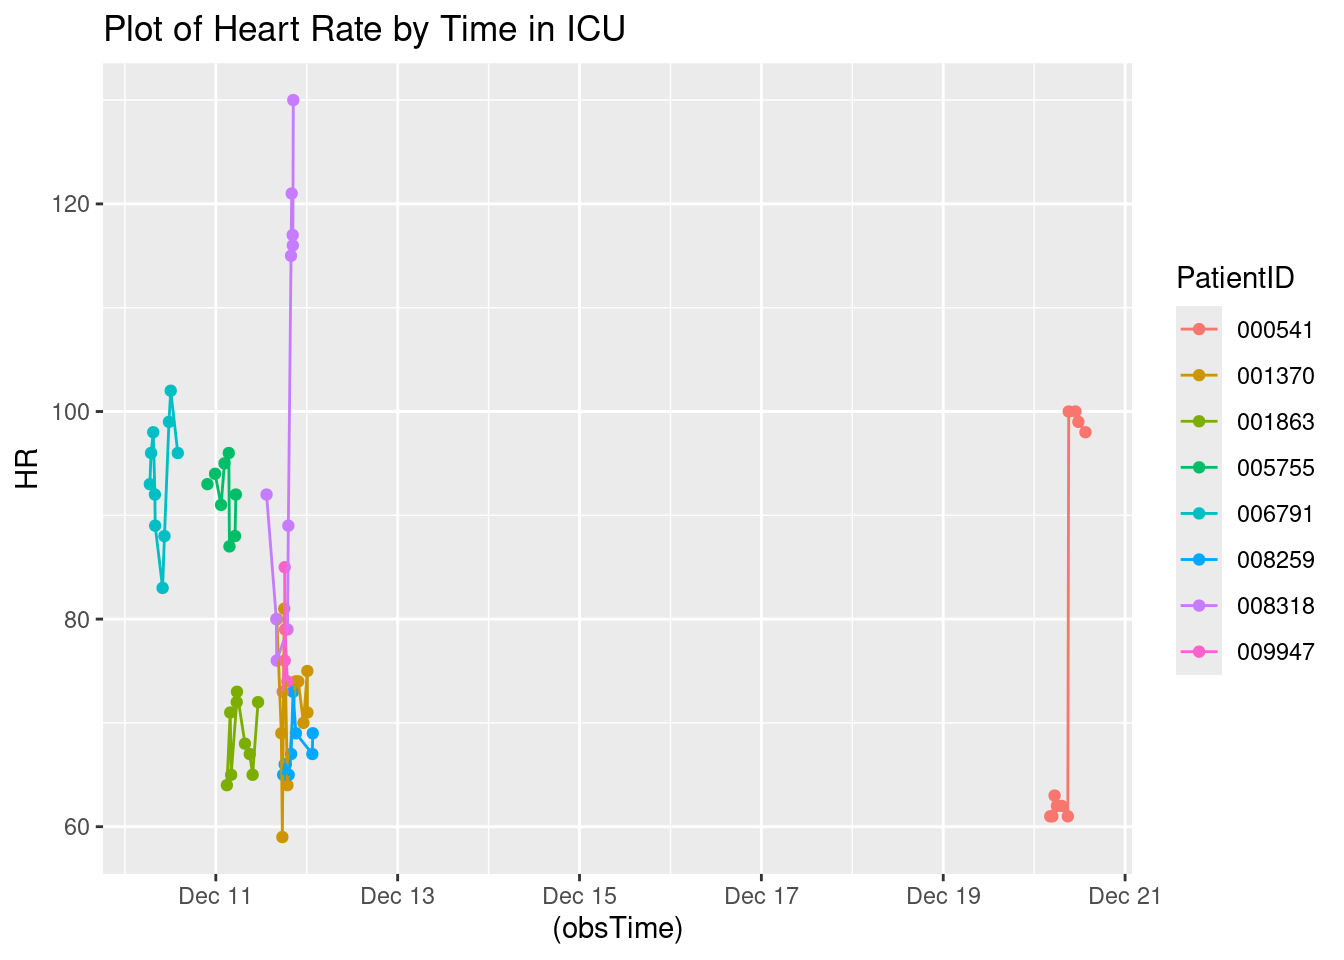 Plot of Heart Rate by Time in ICU
HR
120
100
80
60
Dec 11
Dec 13
Dec 15
Dec 17
Dec 19
Dec 21
(obsTime)
PatientID
000541
001370
001863
005755
006791
008259
008318
009947